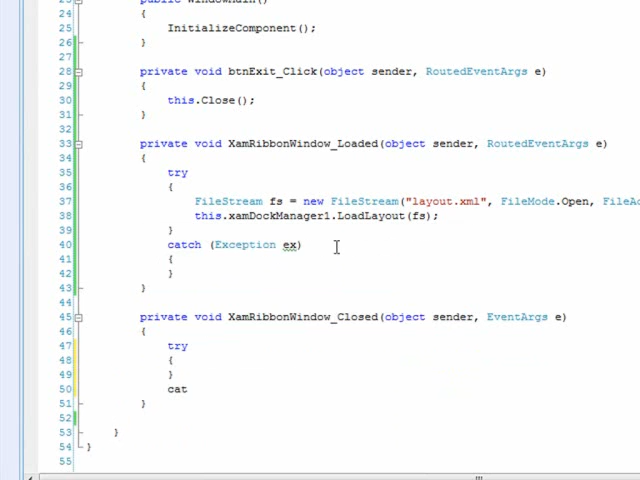 23 public WindowMain()
24 {
25 InitializeComponent();
26 }
27
28 private void btnExit_Click(object sender, RoutedEventArgs e)
29 {
30 this.Close();
31 }
32
33 private void XamRibbonWindow_Loaded(object sender, RoutedEventArgs e)
34 {
35 try
36 {
37 FileStream fs = new FileStream("layout.xml", FileMode.Open, FileAc
38 this.xamDockManager1.LoadLayout(fs);
39 }
40 catch (Exception ex)
41 {
42 }
43 }
44
45 private void XamRibbonWindow_Closed(object sender, EventArgs e)
46 {
47 try
48 {
49 }
50 cat
51 }
52
53 }
54 }
55